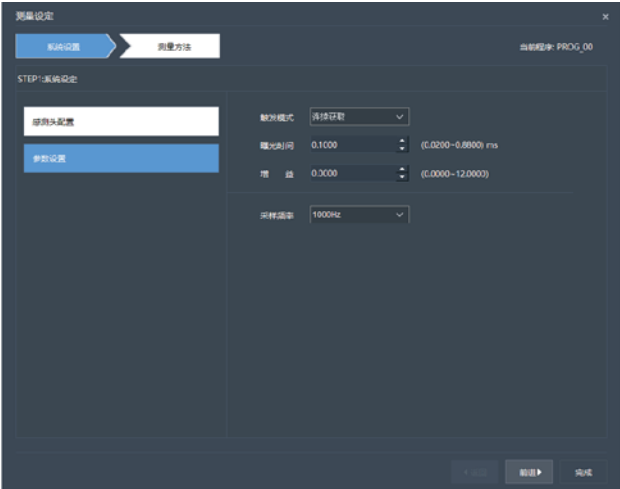 测量设定
系统设置 测量方法 当前程序: PROG_00
STEP1:系统设定
感测头配置
参数设置
触发模式 连续获取
曝光时间 0.1000 (0.0200~0.8800) ms
增 益 0.0000 (0.0000~12.0000)
采样频率 1000Hz
前进 完成